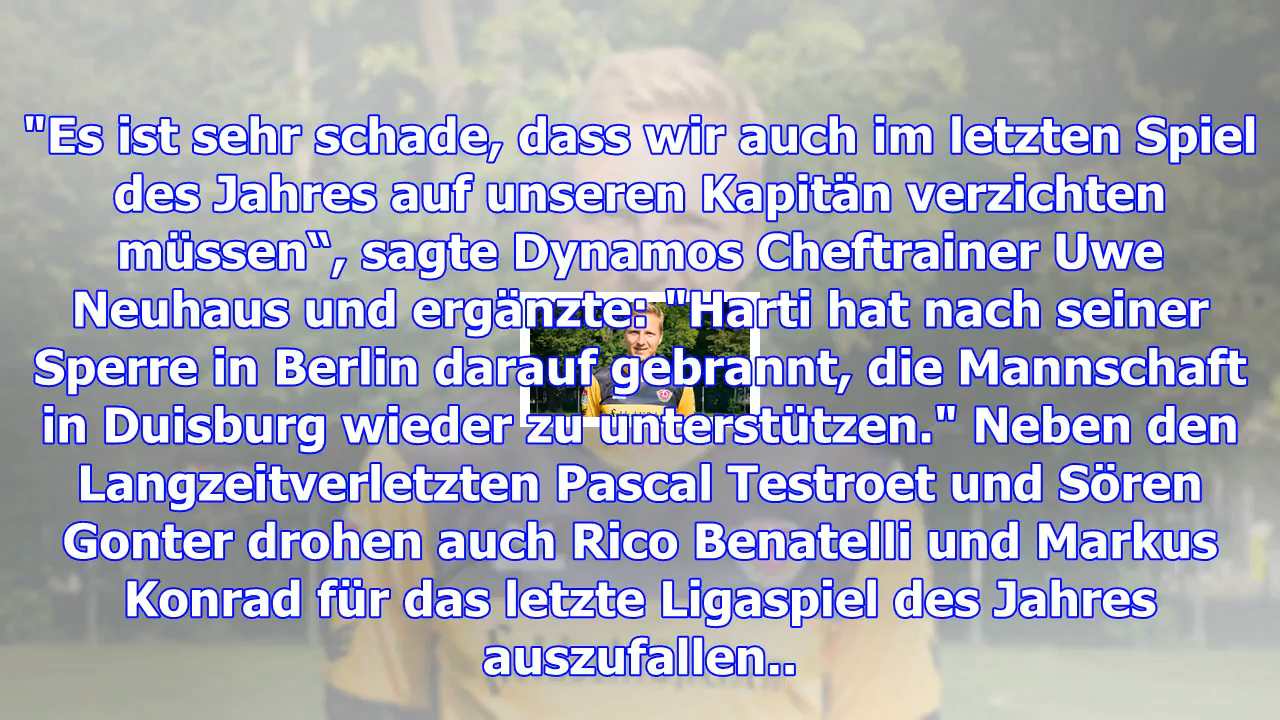 "Es ist sehr schade, dass wir auch im letzten Spiel
des Jahres auf unseren Kapitän verzichten
müssen“, sagte Dynamos Cheftrainer Uwe
Neuhaus und ergänzte: "Harti hat nach seiner
Sperre in Berlin darauf gebrannt, die Mannschaft
in Duisburg wieder zu unterstützen." Neben den
Langzeitverletzten Pascal Testroet und Sören
Gonter drohen auch Rico Benatelli und Markus
Konrad für das letzte Ligaspiel des Jahres
auszufallen..